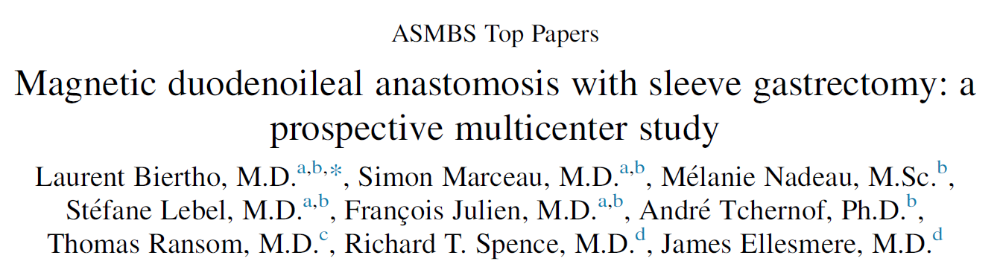 ASMBS Top Papers
Magnetic duodenoileal anastomosis with sleeve gastrectomy: a
prospective multicenter study
Laurent Biertho, M.D.a,b,*, Simon Marceau, M.D.a,b, Mélanie Nadeau, M.Sc.b,
Stéfane Lebel, M.D.a,b, François Julien, M.D.a,b, André Tchernof, Ph.D.b,
Thomas Ransom, M.D.c, Richard T. Spence, M.D.d, James Ellesmere, M.D.d